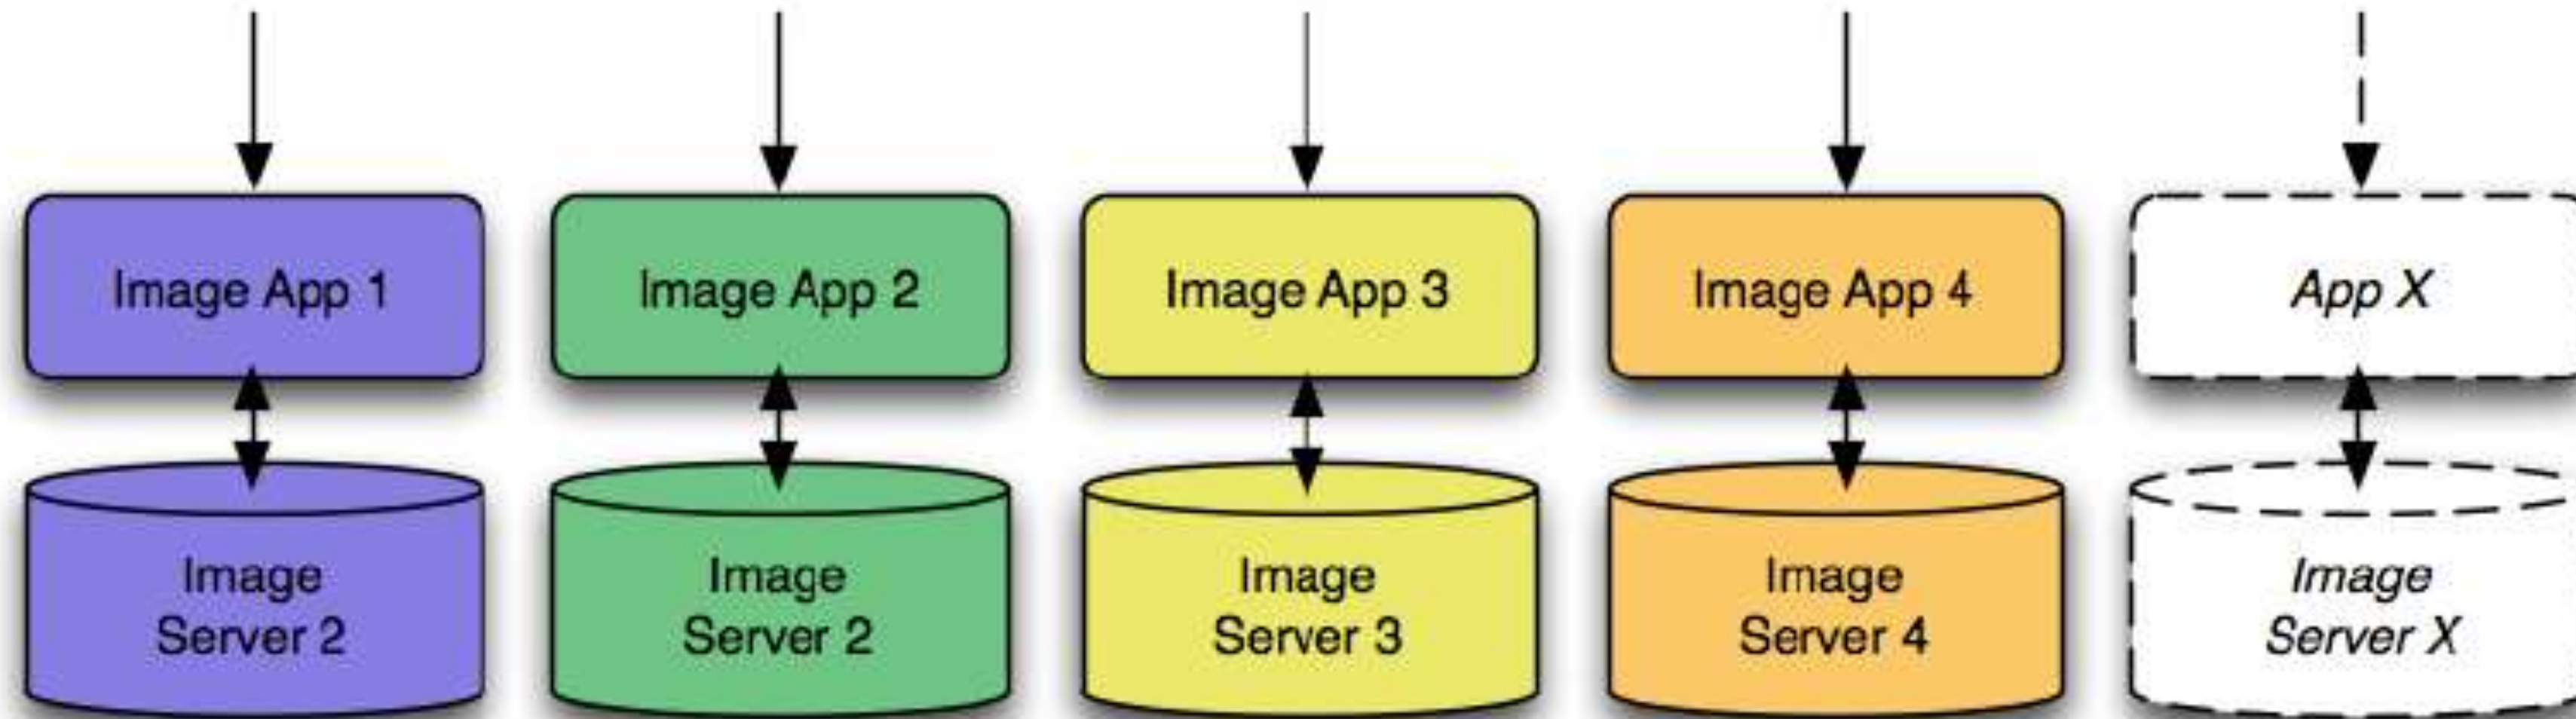 Image App 1
Image App 2
Image App 3
Image App 4
App X
Image
Server 2
Image
Server 2
Image
Server 3
Image
Server 4
Image
Server X